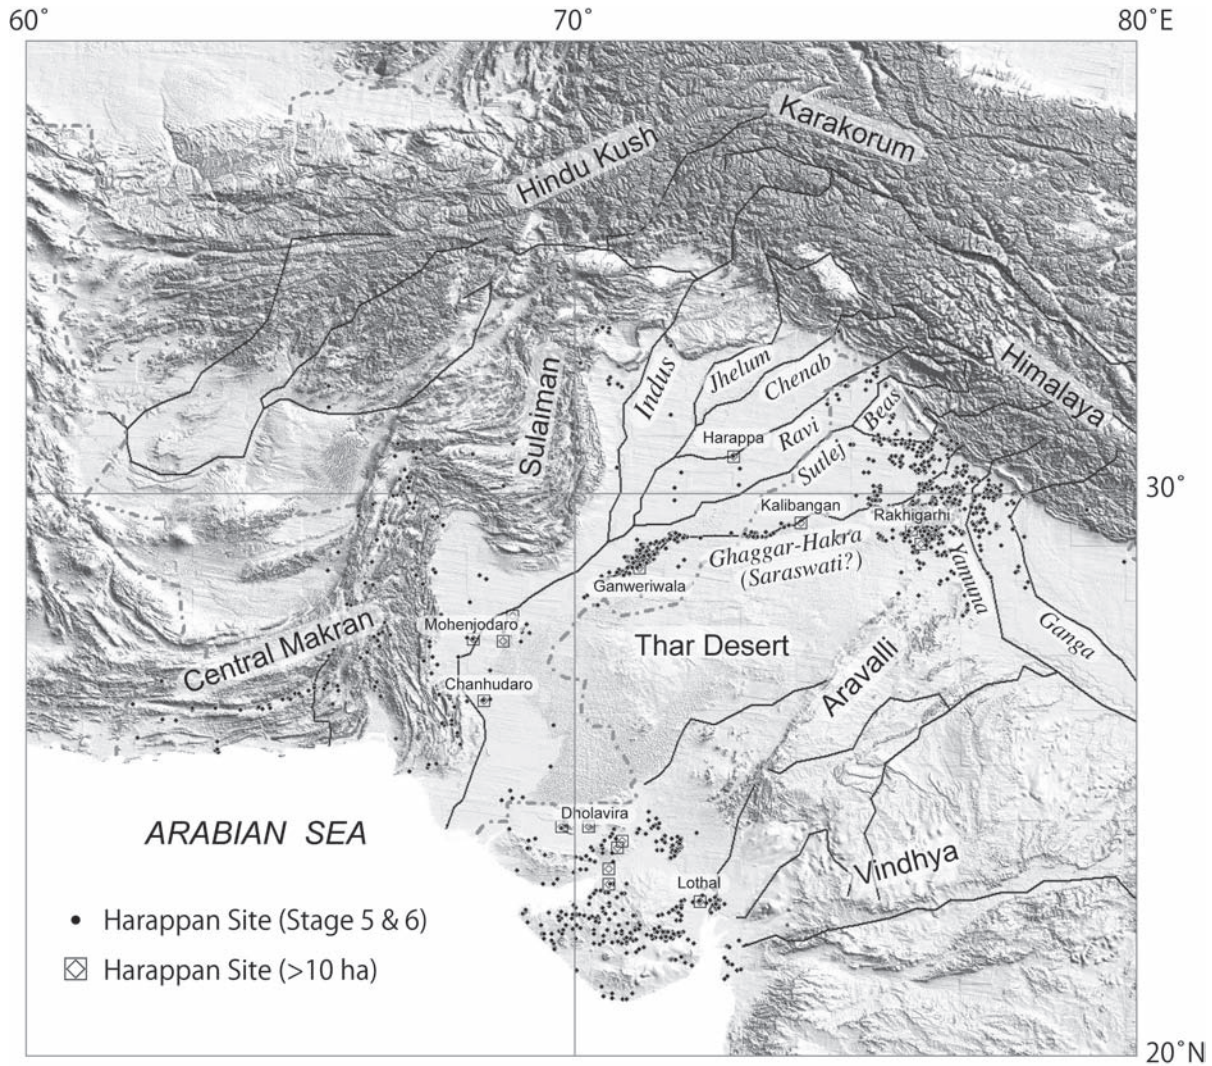 60° 70° 80°E
Karakorum
Hindu Kush
Himalaya
Sulaiman
Indus
Jhelum
Chenab
Beas
Harappa
Ravi
Sutlej
30°
Kalibangan
Rakhigarhi
Ghaggar-Hakra
(Saraswati?)
Yamuna
Ganweriwala
Ganga
Mohenjodaro
Central Makran
Thar Desert
Aravalli
Chanhudaro
Dholavira
ARABIAN SEA
Vindhya
Lothal
Harappan Site (Stage 5 & 6)
Harappan Site (>10 ha)
20°N